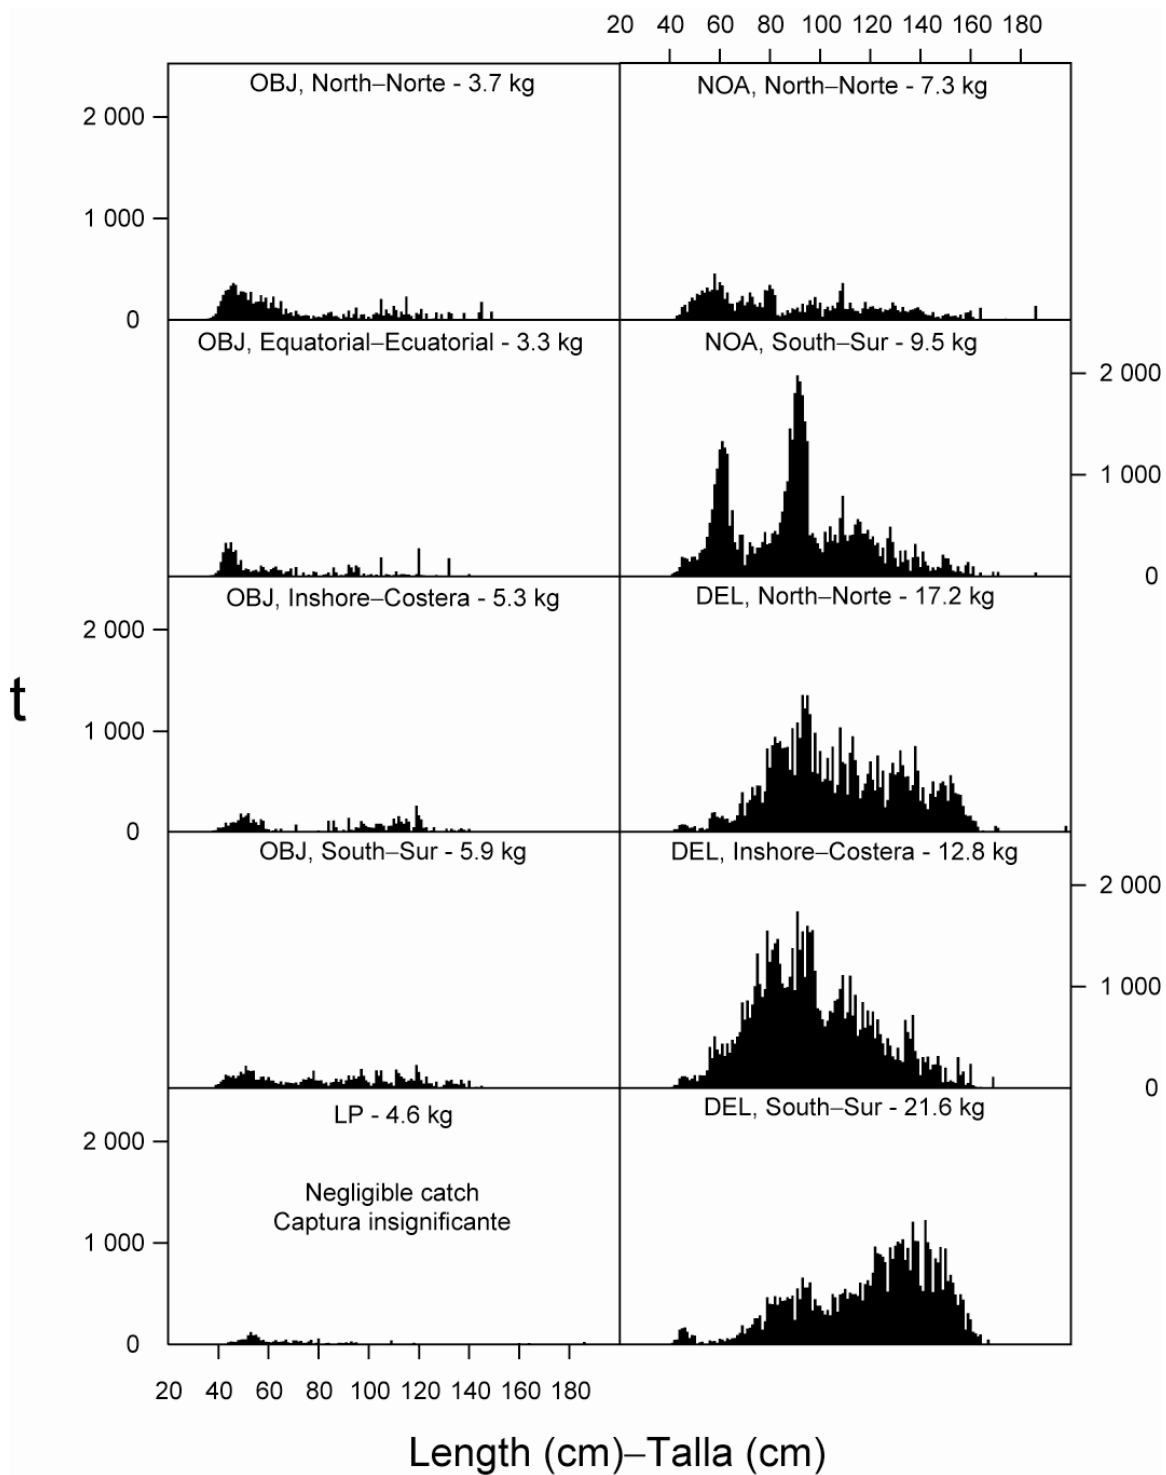 20 40 60 80 100 120 140 160 180
OBJ, North–Norte - 3.7 kg
NOA, North–Norte - 7.3 kg
2 000
1 000
0
OBJ, Equatorial–Ecuatorial - 3.3 kg
NOA, South–Sur - 9.5 kg
2 000
1 000
0
OBJ, Inshore–Costera - 5.3 kg
DEL, North–Norte - 17.2 kg
2 000
t
1 000
0
OBJ, South–Sur - 5.9 kg
DEL, Inshore–Costera - 12.8 kg
2 000
1 000
0
LP - 4.6 kg
DEL, South–Sur - 21.6 kg
2 000
Negligible catch
Captura insignificante
1 000
0
20 40 60 80 100 120 140 160 180
Length (cm)–Talla (cm)